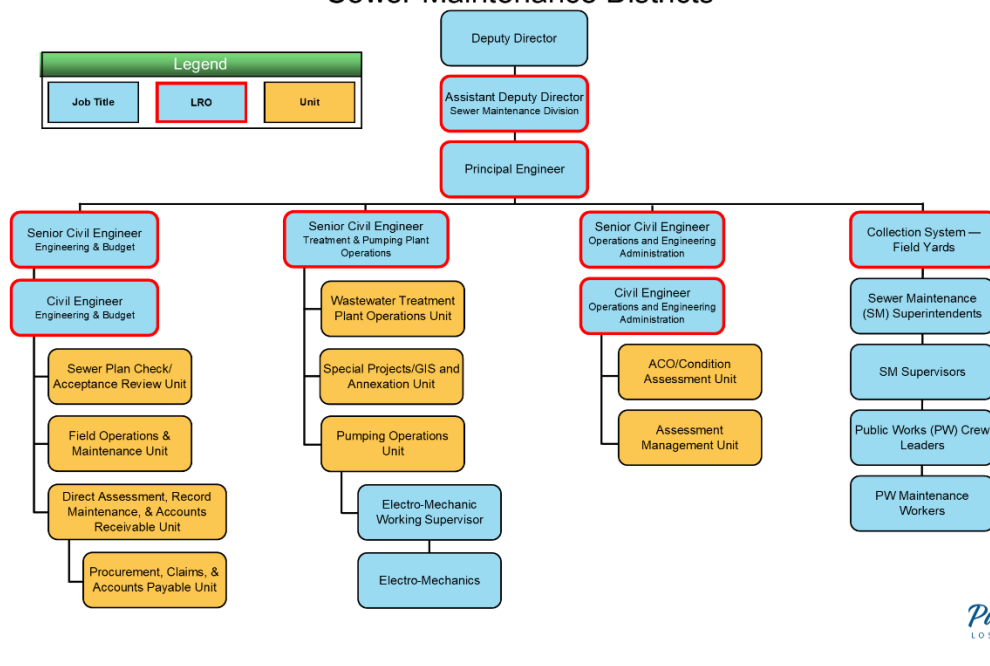 Sewer Maintenance Districts
Deputy Director
Legend
Job Title
LRO
Unit
Assistant Deputy Director
Sewer Maintenance Division
Principal Engineer
Senior Civil Engineer
Engineering & Budget
Civil Engineer
Engineering & Budget
Sewer Plan Check/
Acceptance Review Unit
Field Operations &
Maintenance Unit
Direct Assessment, Record
Maintenance, & Accounts
Receivable Unit
Procurement, Claims, &
Accounts Payable Unit
Senior Civil Engineer
Treatment & Pumping Plant
Operations
Wastewater Treatment
Plant Operations Unit
Special Projects/GIS and
Annexation Unit
Pumping Operations
Unit
Electro-Mechanic
Working Supervisor
Electro-Mechanics
Senior Civil Engineer
Operations and Engineering
Administration
Civil Engineer
Operations and Engineering
Administration
ACO/Condition
Assessment Unit
Assessment
Management Unit
Collection System —
Field Yards
Sewer Maintenance
(SM) Superintendents
SM Supervisors
Public Works (PW) Crew
Leaders
PW Maintenance
Workers